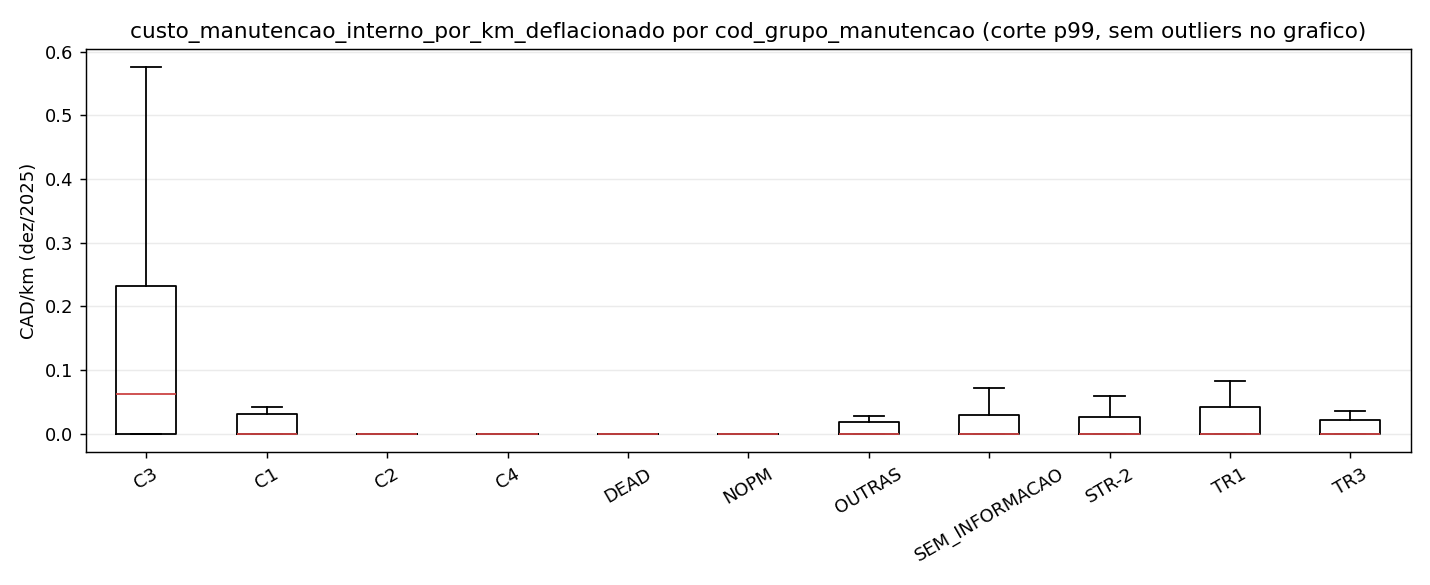 custo_manutencao_interno_por_km_deflacionado por cod_grupo_manutencao (corte p99, sem outliers no grafico)
CAD/km (dez/2025)
0.6
0.5
0.4
0.3
0.2
0.1
0.0
C3
C1
C2
C4
DEAD
NOPM
OUTRAS
SEM_INFORMACAO
STR-2
TR1
TR3